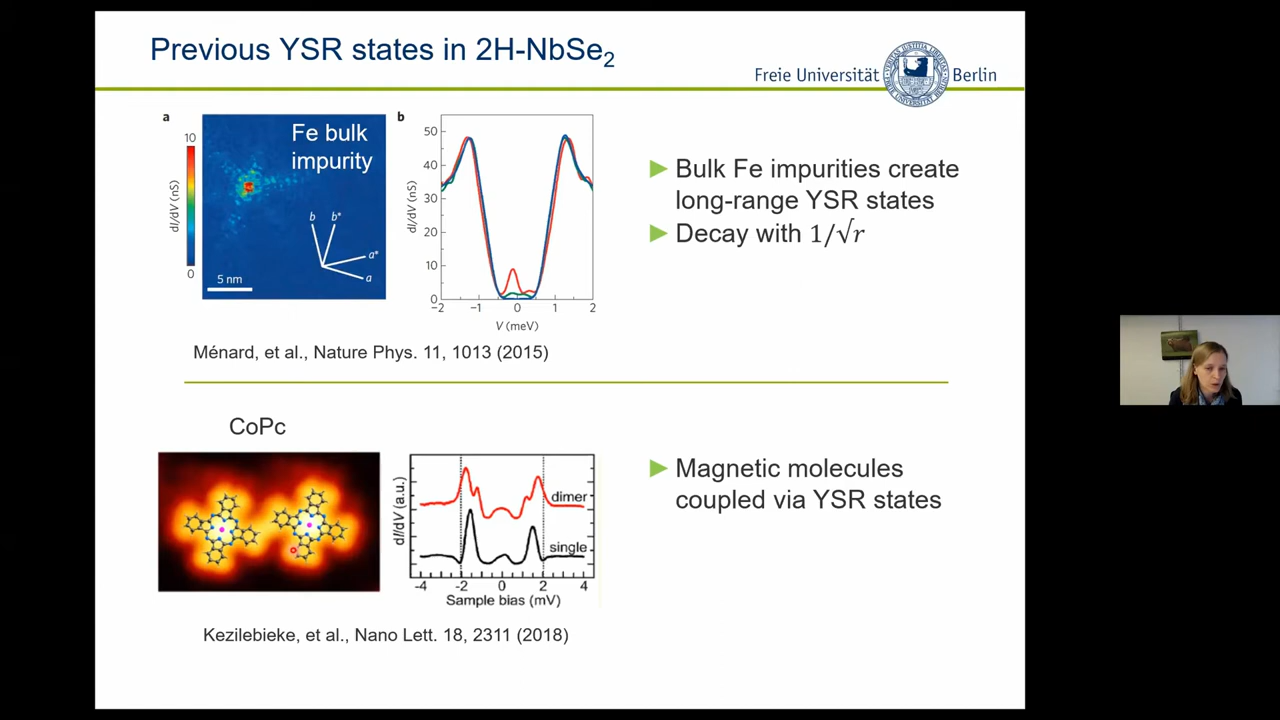 Previous YSR states in 2H-NbSe₂
Freie Universität Berlin
a
Fe bulk
impurity
10
dI/dV (nS)
0
b
b*
a*
a
5 nm
b
50
40
30
20
10
0
dI/dV (nS)
−2 −1 0 1 2
V (meV)
Bulk Fe impurities create
long-range YSR states
Decay with 1/√r
Ménard, et al., Nature Phys. 11, 1013 (2015)
CoPc
dI/dV (a.u.)
dimer
single
-4 -2 0 2 4
Sample bias (mV)
Magnetic molecules
coupled via YSR states
Kezilebieke, et al., Nano Lett. 18, 2311 (2018)